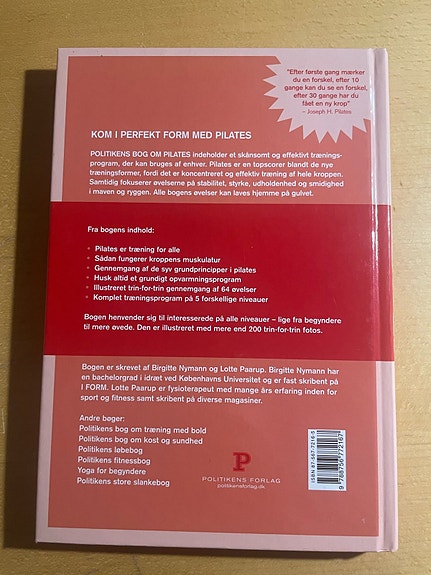 "Efter første gang mærker
du en forskel, efter 10
gange kan du se en forskel,
efter 30 gange har du
fået en ny krop"
– Joseph H. Pilates
KOM I PERFEKT FORM MED PILATES
POLITIKENS BOG OM PILATES indeholder et skånsomt og effektivt trænings-
program, der kan bruges af enhver. Pilates er en topscorer blandt de nye
træningsformer, fordi det er koncentreret og effektiv træning af hele kroppen.
Samtidig fokuserer øvelserne på stabilitet, styrke, udholdenhed og smidighed
i maven og ryggen. Alle bogens øvelser kan laves hjemme på gulvet.
Fra bogens indhold:
• Pilates er træning for alle
• Sådan fungerer kroppens muskulatur
• Gennemgang af de syv grundprincipper i pilates
• Husk altid et grundigt opvarmningsprogram
• Illustreret trin-for-trin gennemgang af 64 øvelser
• Komplet træningsprogram på 5 forskellige niveauer
Bogen henvender sig til interesserede på alle niveauer – lige fra begyndere
til mere øvede. Den er illustreret med mere end 200 trin-for-trin fotos.
Bogen er skrevet af Birgitte Nymann og Lotte Paarup. Birgitte Nymann har
en bachelorgrad i idræt ved Københavns Universitet og er fast skribent på
I FORM. Lotte Paarup er fysioterapeut med mange års erfaring inden for
sport og fitness samt skribent på diverse magasiner.
Andre bøger:
Politikens bog om træning med bold
Politikens bog om kost og sundhed
Politikens løbebog
Politikens fitnessbog
Yoga for begyndere
Politikens store slankebog
P
POLITIKENS FORLAG
politikensforlag.dk
ISBN 87-567-7216-5
9 788756 772167